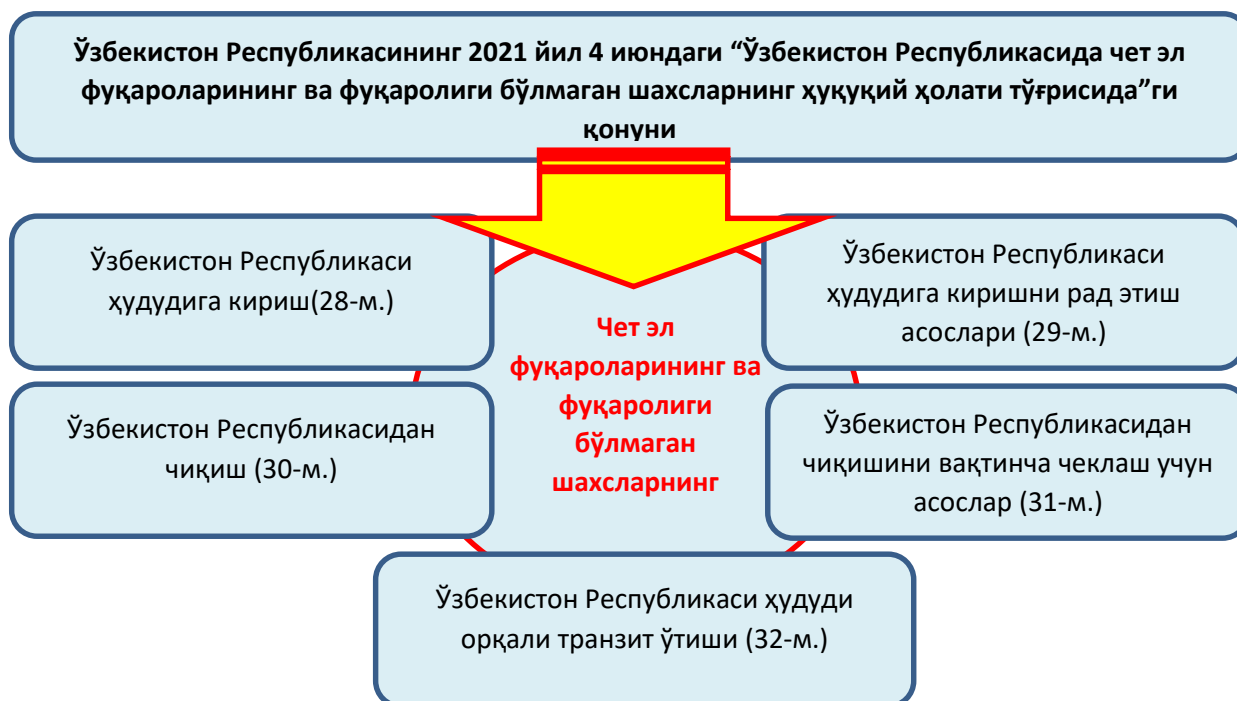 Ўзбекистон Республикасининг 2021 йил 4 июндаги “Ўзбекистон Республикасида чет эл
фуқароларининг ва фуқаролиги бўлмаган шахсларнинг ҳуқуқий ҳолати тўғрисида”ги
қонуни
Ўзбекистон Республикаси
ҳудудига кириш(28-м.)
Ўзбекистон Республикаси
ҳудудига киришни рад этиш
асослари (29-м.)
Чет эл
фуқароларининг ва
фуқаролиги
бўлмаган
шахсларнинг
Ўзбекистон Республикасидан
чиқиш (30-м.)
Ўзбекистон Республикасидан
чиқишини вақтинча чеклаш учун
асослар (31-м.)
Ўзбекистон Республикаси ҳудуди
орқали транзит ўтиши (32-м.)